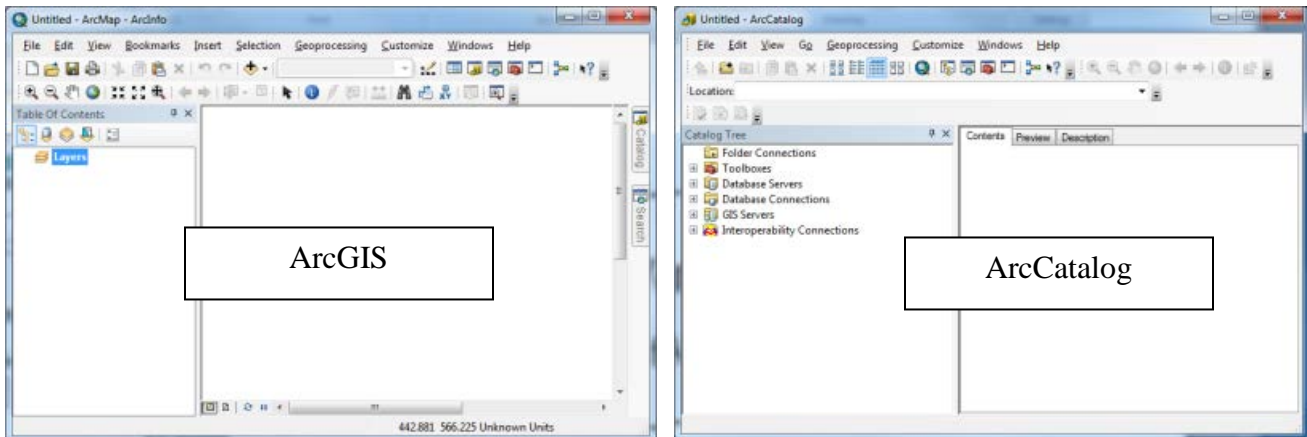 Untitled - ArcMap - ArcInfo
File Edit View Bookmarks Insert Selection Geoprocessing Customize Windows Help
Table Of Contents
Layers
Catalog
Search
ArcGIS
442.881 566.225 Unknown Units
Untitled - ArcCatalog
File Edit View Go Geoprocessing Customize Windows Help
Location:
Catalog Tree
Folder Connections
Toolboxes
Database Servers
Database Connections
GIS Servers
Interoperability Connections
Contents Preview Description
ArcCatalog